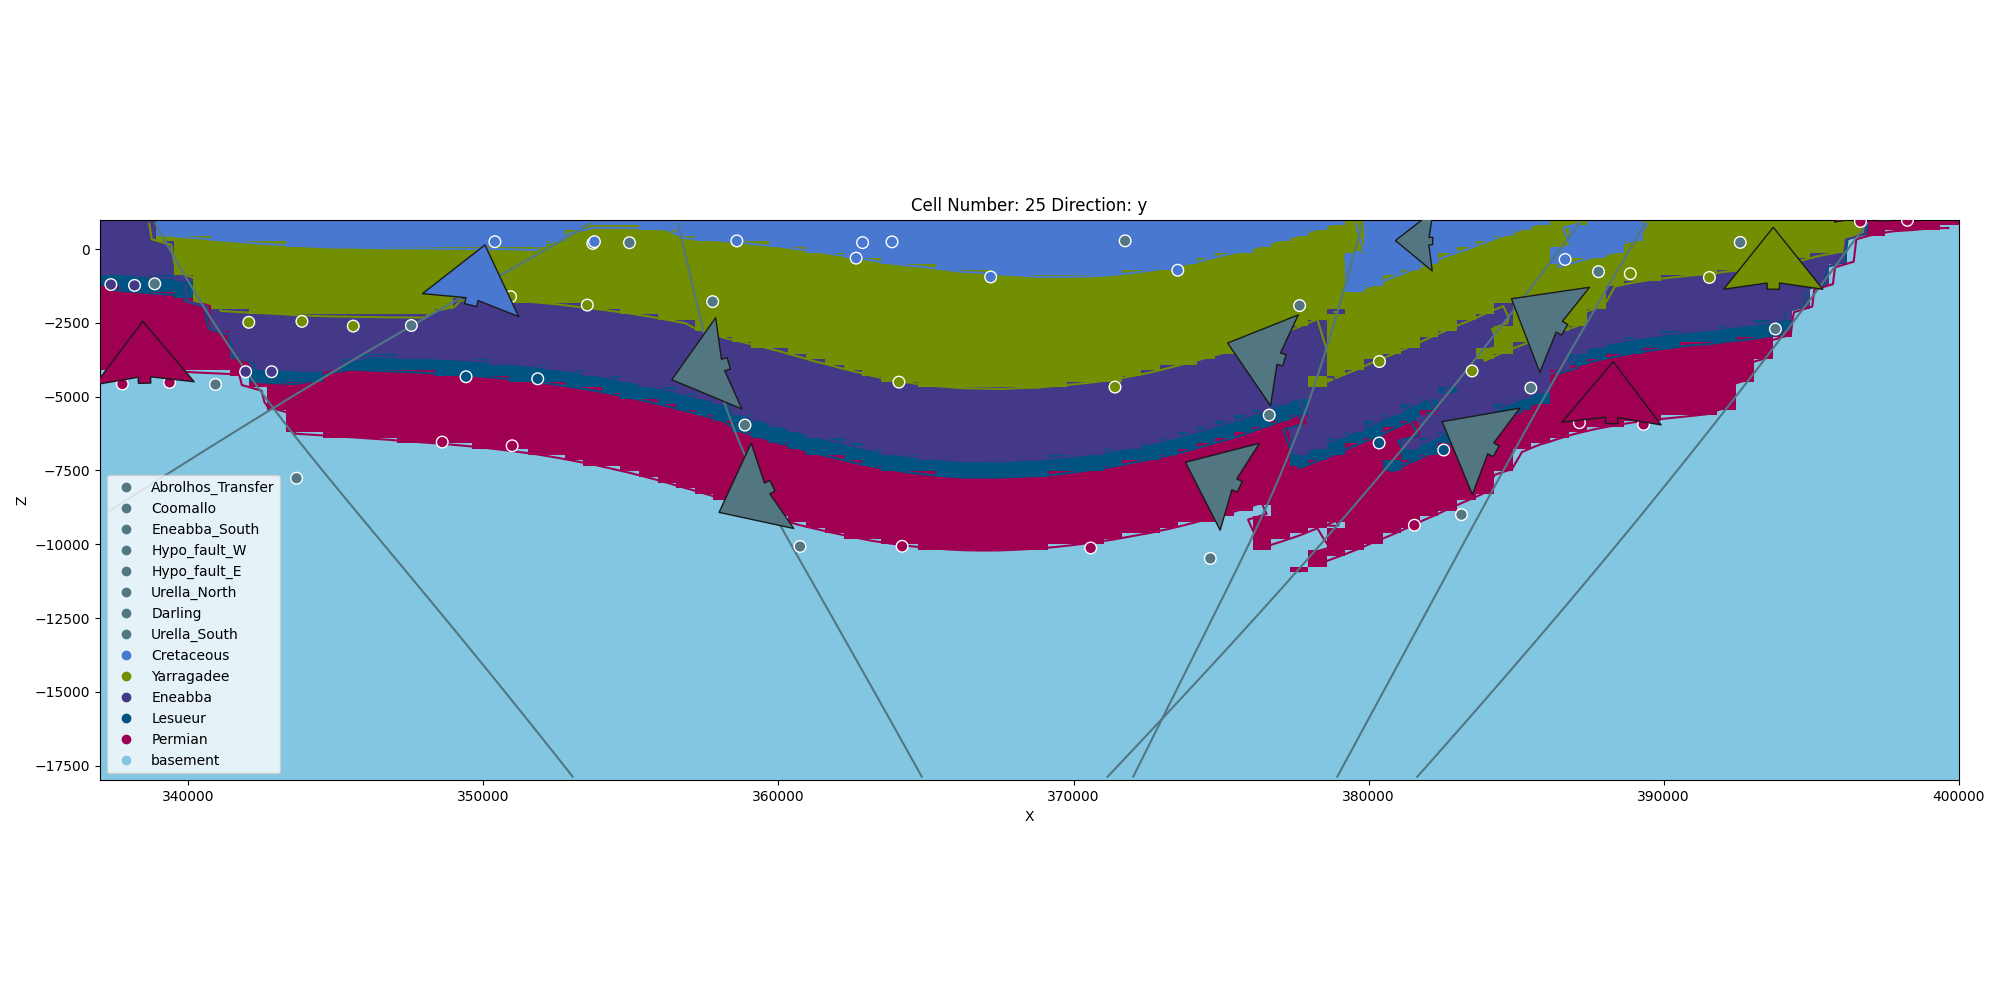 Cell Number: 25 Direction: y
0
−2500
−5000
−7500
−10000
−12500
−15000
−17500
Z
Abrolhos_Transfer
Coomallo
Eneabba_South
Hypo_fault_W
Hypo_fault_E
Urella_North
Darling
Urella_South
Cretaceous
Yarragadee
Eneabba
Lesueur
Permian
basement
340000 350000 360000 370000 380000 390000 400000
X